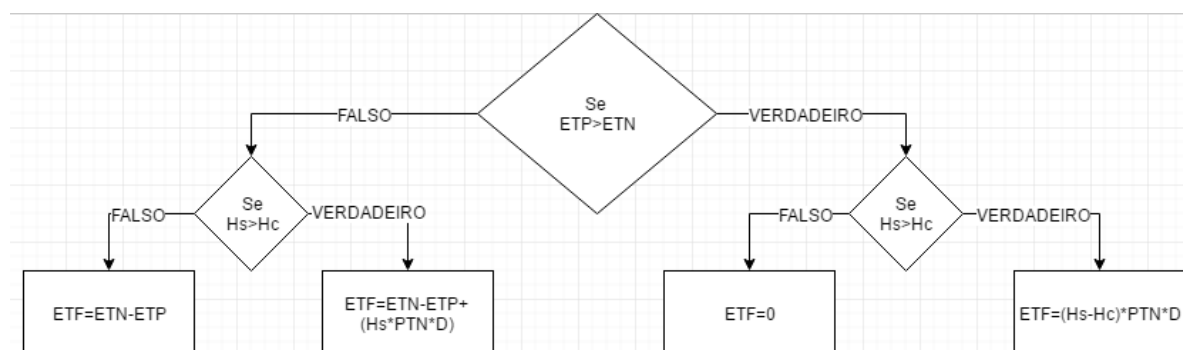 Se
ETP>ETN
FALSO
VERDADEIRO
Se
Hs>Hc
FALSO
VERDADEIRO
Se
Hs>Hc
FALSO
VERDADEIRO
ETF=ETN-ETP
ETF=ETN-ETP+
(Hs*PTN*D)
ETF=0
ETF=(Hs-Hc)*PTN*D